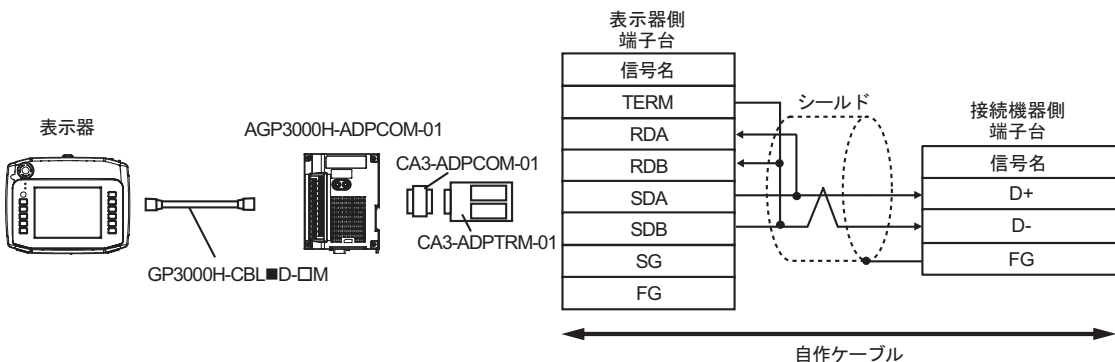 表示器
AGP3000H-ADPCOM-01
CA3-ADPCOM-01
CA3-ADPTRM-01
GP3000H-CBL■D-□M
表示器側
端子台
信号名
TERM
RDA
RDB
SDA
SDB
SG
FG
シールド
接続機器側
端子台
信号名
D+
D-
FG
自作ケーブル